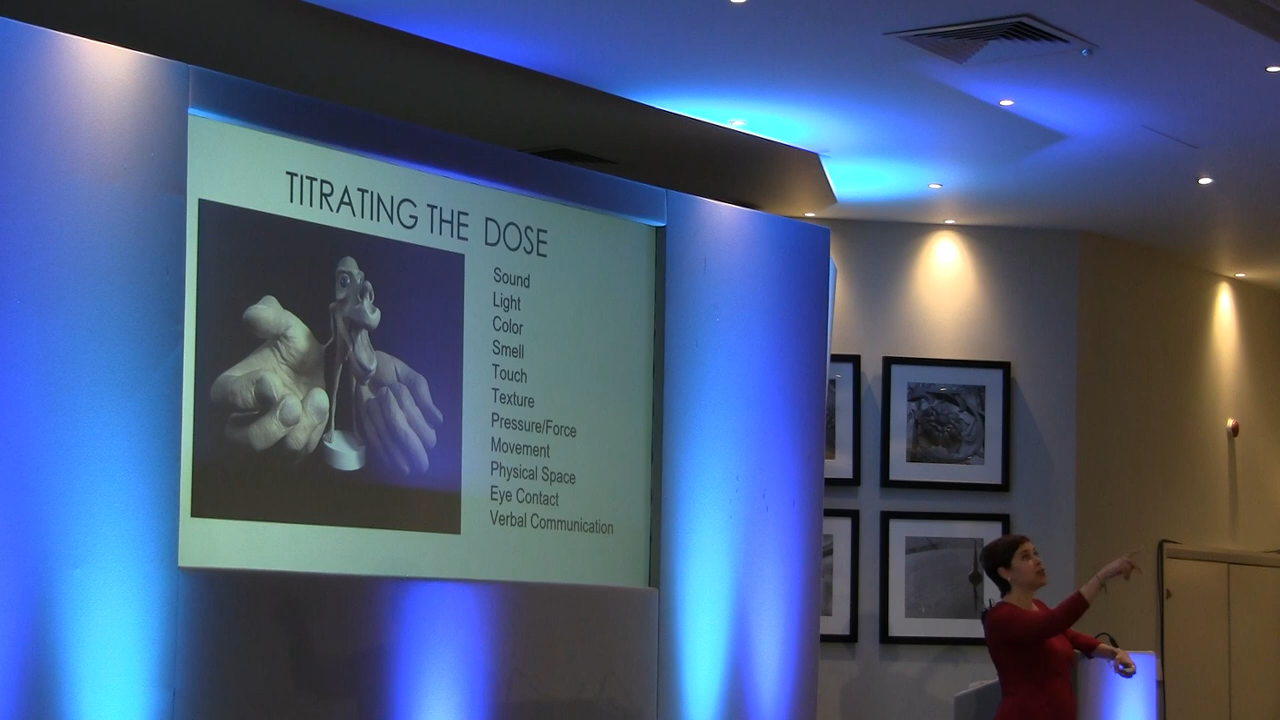 TITRATING THE DOSE
Sound
Light
Color
Smell
Touch
Texture
Pressure/Force
Movement
Physical Space
Eye Contact
Verbal Communication